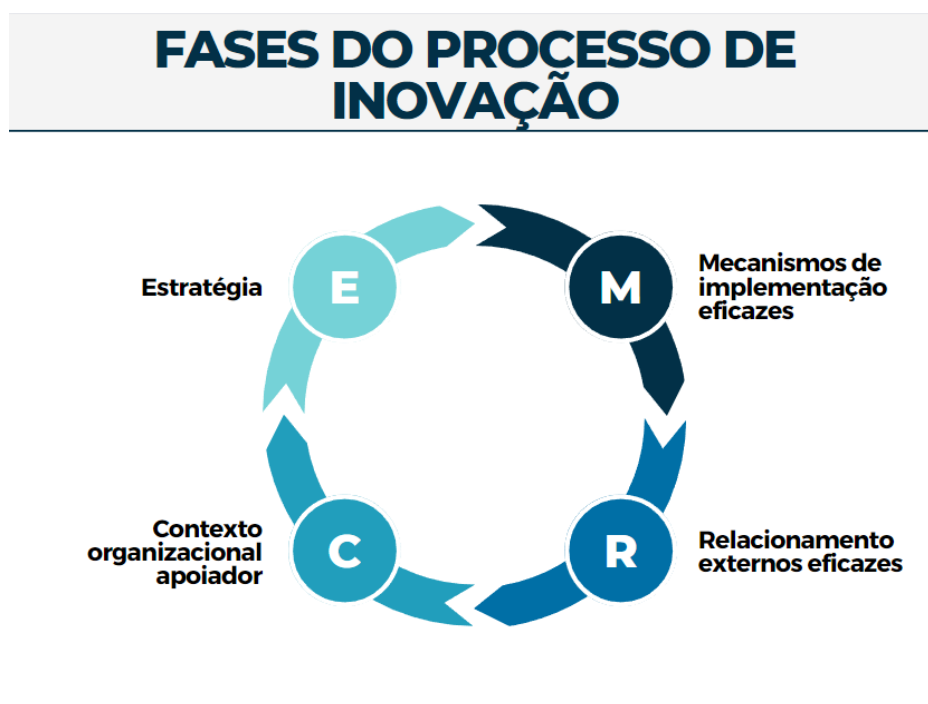 FASES DO PROCESSO DE
INOVAÇÃO
Estratégia
E
M
Mecanismos de
implementação
eficazes
Contexto
organizacional
apoiador
C
R
Relacionamento
externos eficazes